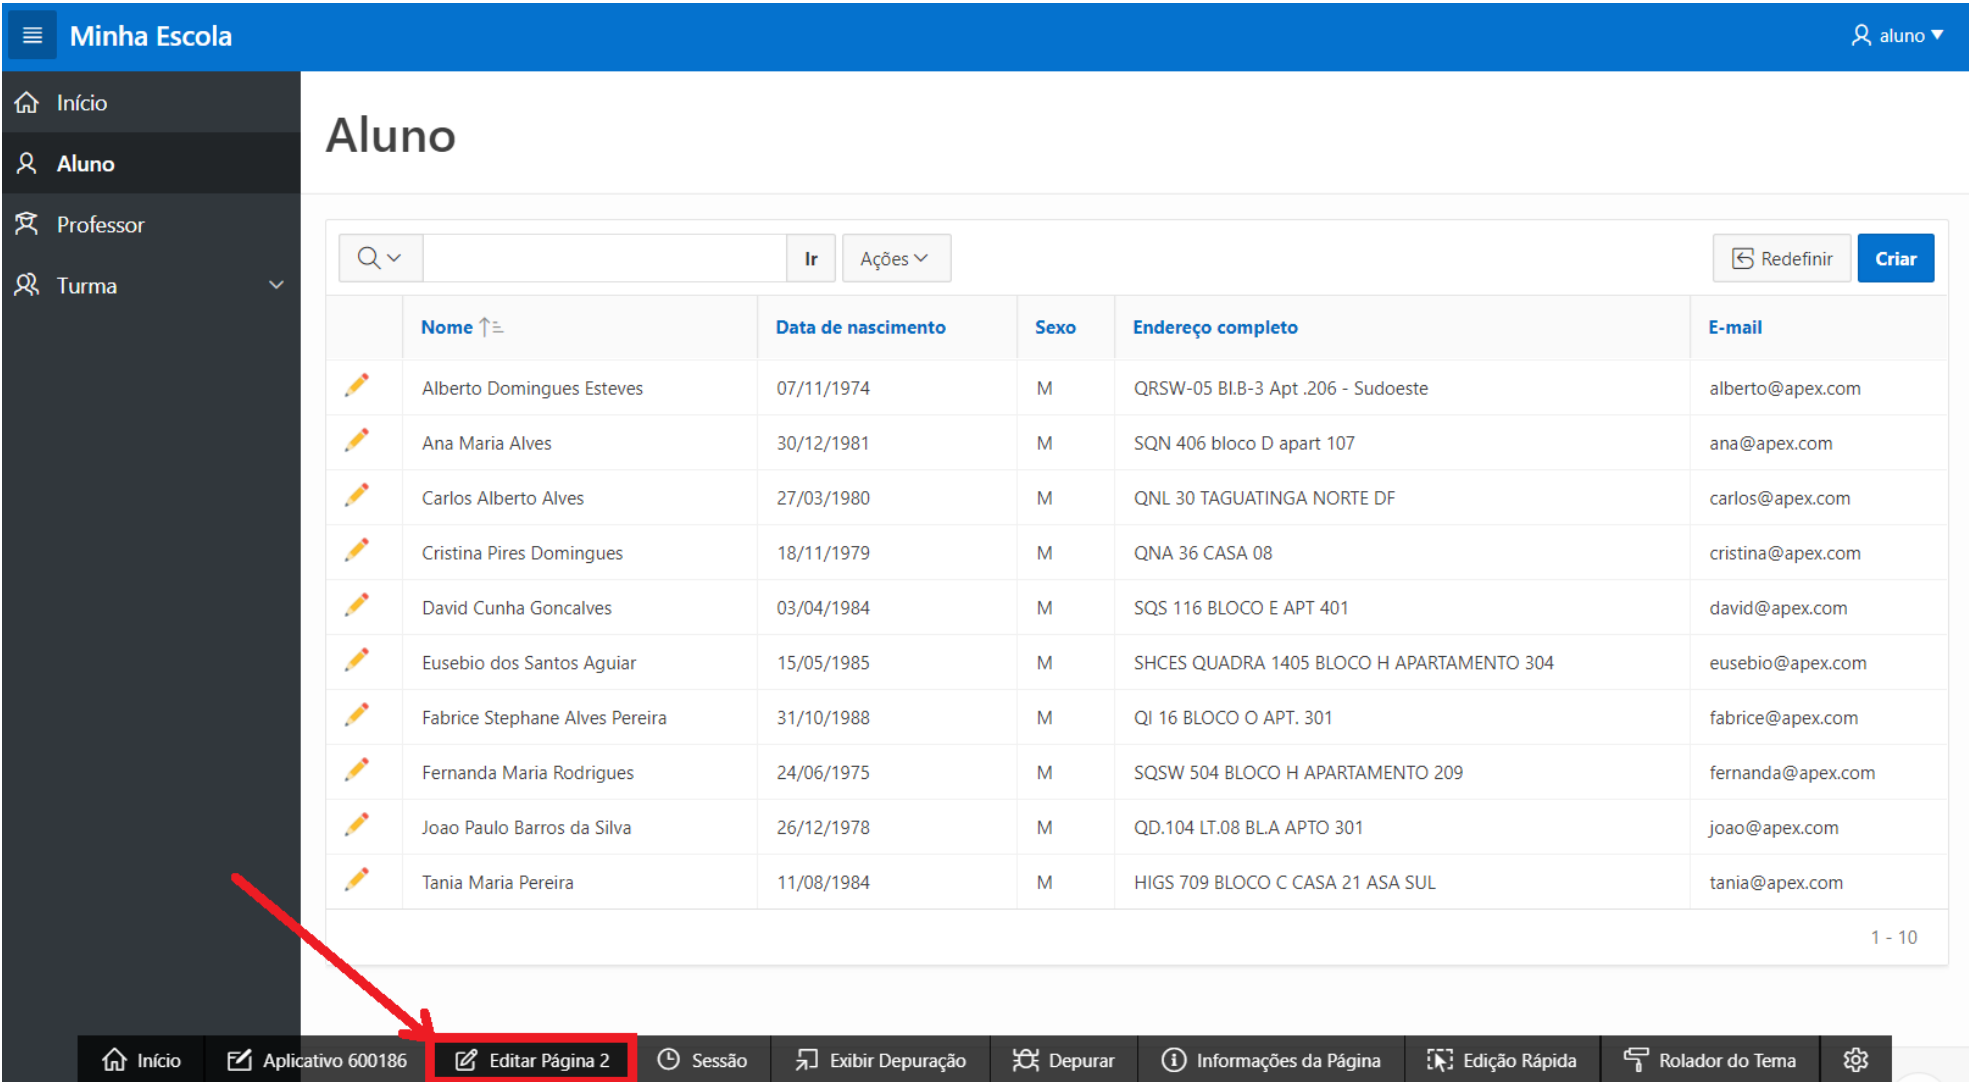 Minha Escola
aluno
Início
Aluno
Professor
Turma
Aluno
Ir Ações Redefinir Criar
Nome Data de nascimento Sexo Endereço completo E-mail
Alberto Domingues Esteves 07/11/1974 M QRSW-05 Bl.B-3 Apt .206 - Sudoeste alberto@apex.com
Ana Maria Alves 30/12/1981 M SQN 406 bloco D apart 107 ana@apex.com
Carlos Alberto Alves 27/03/1980 M QNL 30 TAGUATINGA NORTE DF carlos@apex.com
Cristina Pires Domingues 18/11/1979 M QNA 36 CASA 08 cristina@apex.com
David Cunha Goncalves 03/04/1984 M SQS 116 BLOCO E APT 401 david@apex.com
Eusebio dos Santos Aguiar 15/05/1985 M SHCES QUADRA 1405 BLOCO H APARTAMENTO 304 eusebio@apex.com
Fabrice Stephane Alves Pereira 31/10/1988 M QI 16 BLOCO O APT. 301 fabrice@apex.com
Fernanda Maria Rodrigues 24/06/1975 M SQSW 504 BLOCO H APARTAMENTO 209 fernanda@apex.com
Joao Paulo Barros da Silva 26/12/1978 M QD.104 LT.08 BL.A APTO 301 joao@apex.com
Tania Maria Pereira 11/08/1984 M HIGS 709 BLOCO C CASA 21 ASA SUL tania@apex.com
1 - 10
Início Aplicativo 600186 Editar Página 2 Sessão Exibir Depuração Depurar Informações da Página Edição Rápida Rolador do Tema